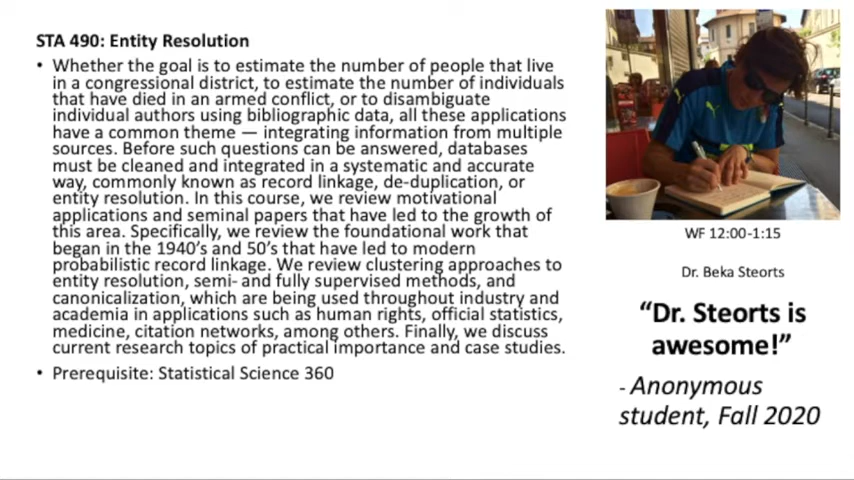 STA 490: Entity Resolution
• Whether the goal is to estimate the number of people that live
in a congressional district, to estimate the number of individuals
that have died in an armed conflict, or to disambiguate
individual authors using bibliographic data, all these applications
have a common theme — integrating information from multiple
sources. Before such questions can be answered, databases
must be cleaned and integrated in a systematic and accurate
way, commonly known as record linkage, de-duplication, or
entity resolution. In this course, we review motivational
applications and seminal papers that have led to the growth of
this area. Specifically, we review the foundational work that
began in the 1940’s and 50’s that have led to modern
probabilistic record linkage. We review clustering approaches to
entity resolution, semi- and fully supervised methods, and
canonicalization, which are being used throughout industry and
academia in applications such as human rights, official statistics,
medicine, citation networks, among others. Finally, we discuss
current research topics of practical importance and case studies.
• Prerequisite: Statistical Science 360
WF 12:00-1:15
Dr. Beka Steorts
“Dr. Steorts is
awesome!”
- Anonymous
student, Fall 2020